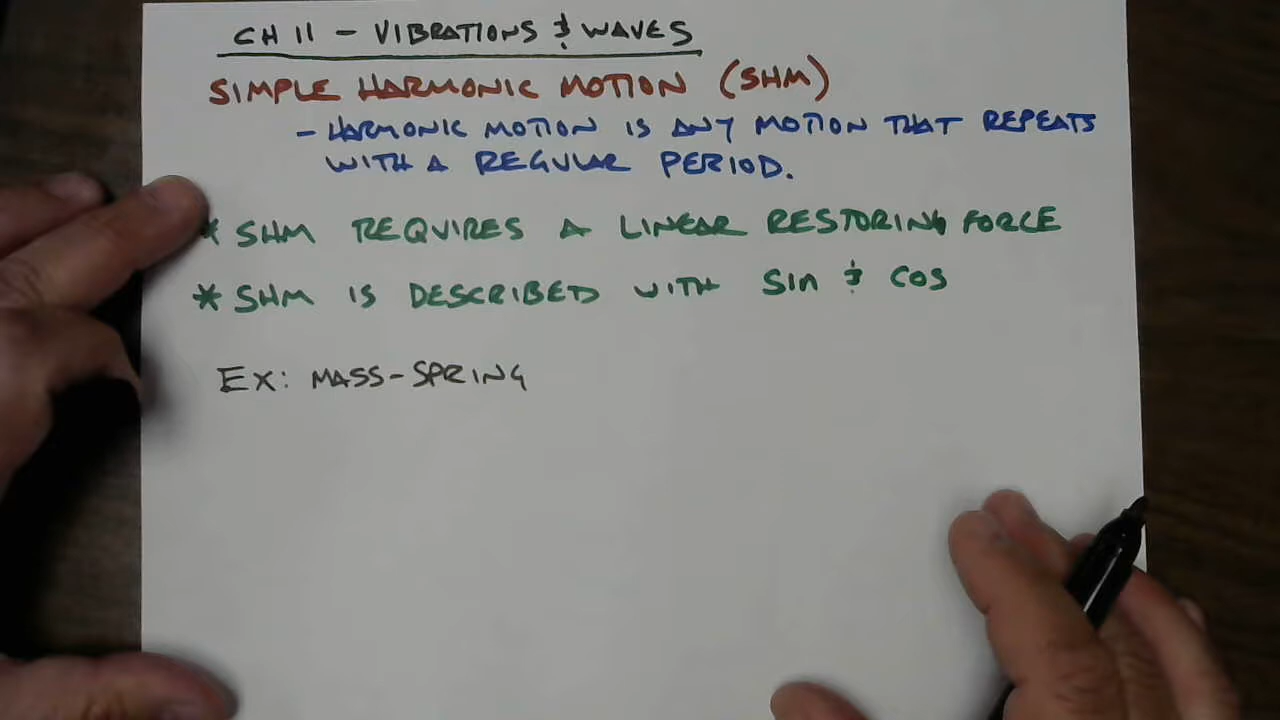 CH 11 - VIBRATIONS & WAVES
SIMPLE HARMONIC MOTION (SHM)
- HARMONIC MOTION IS ANY MOTION THAT REPEATS
WITH A REGULAR PERIOD.
* SHM REQUIRES A LINEAR RESTORING FORCE
* SHM IS DESCRIBED WITH Sin & COS
EX: MASS-SPRING